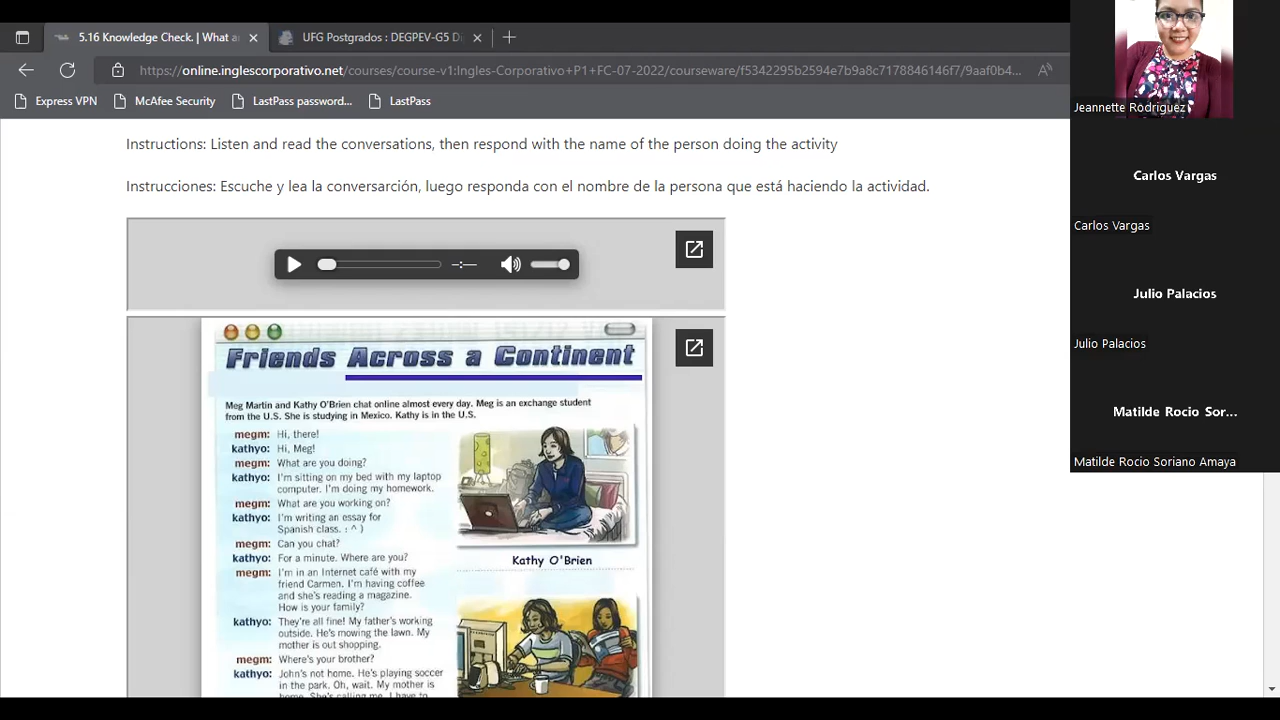 5.16 Knowledge Check. | What a
UFG Postgrados : DEGPEV-G5 D
https://online.inglescorporativo.net/courses/course-v1:Ingles-Corporativo+P1+FC-07-2022/courseware/f5342295b2594e7b9a8c7178846146f7/9aaf0b4...
Express VPN
McAfee Security
LastPass password...
LastPass
Instructions: Listen and read the conversations, then respond with the name of the person doing the activity
Instrucciones: Escuche y lea la conversarción, luego responda con el nombre de la persona que está haciendo la actividad.
-:--
Friends Across a Continent
Meg Martin and Kathy O'Brien chat online almost every day. Meg is an exchange student
from the U.S. She is studying in Mexico. Kathy is in the U.S.
megm: Hi, there!
kathyo: Hi, Meg!
megm: What are you doing?
kathyo: I'm sitting on my bed with my laptop
computer. I'm doing my homework.
megm: What are you working on?
kathyo: I'm writing an essay for
Spanish class. : ^ )
megm: Can you chat?
kathyo: For a minute. Where are you?
megm: I'm in an Internet café with my
friend Carmen. I'm having coffee
and she's reading a magazine.
How is your family?
kathyo: They're all fine! My father's working
outside. He's mowing the lawn. My
mother is out shopping.
megm: Where's your brother?
kathyo: John's not home. He's playing soccer
in the park. Oh, wait. My mother is
home. She's calling me. I have to
Kathy O'Brien
Jeannette Rodriguez
Carlos Vargas
Carlos Vargas
Julio Palacios
Julio Palacios
Matilde Rocio Sor...
Matilde Rocio Soriano Amaya